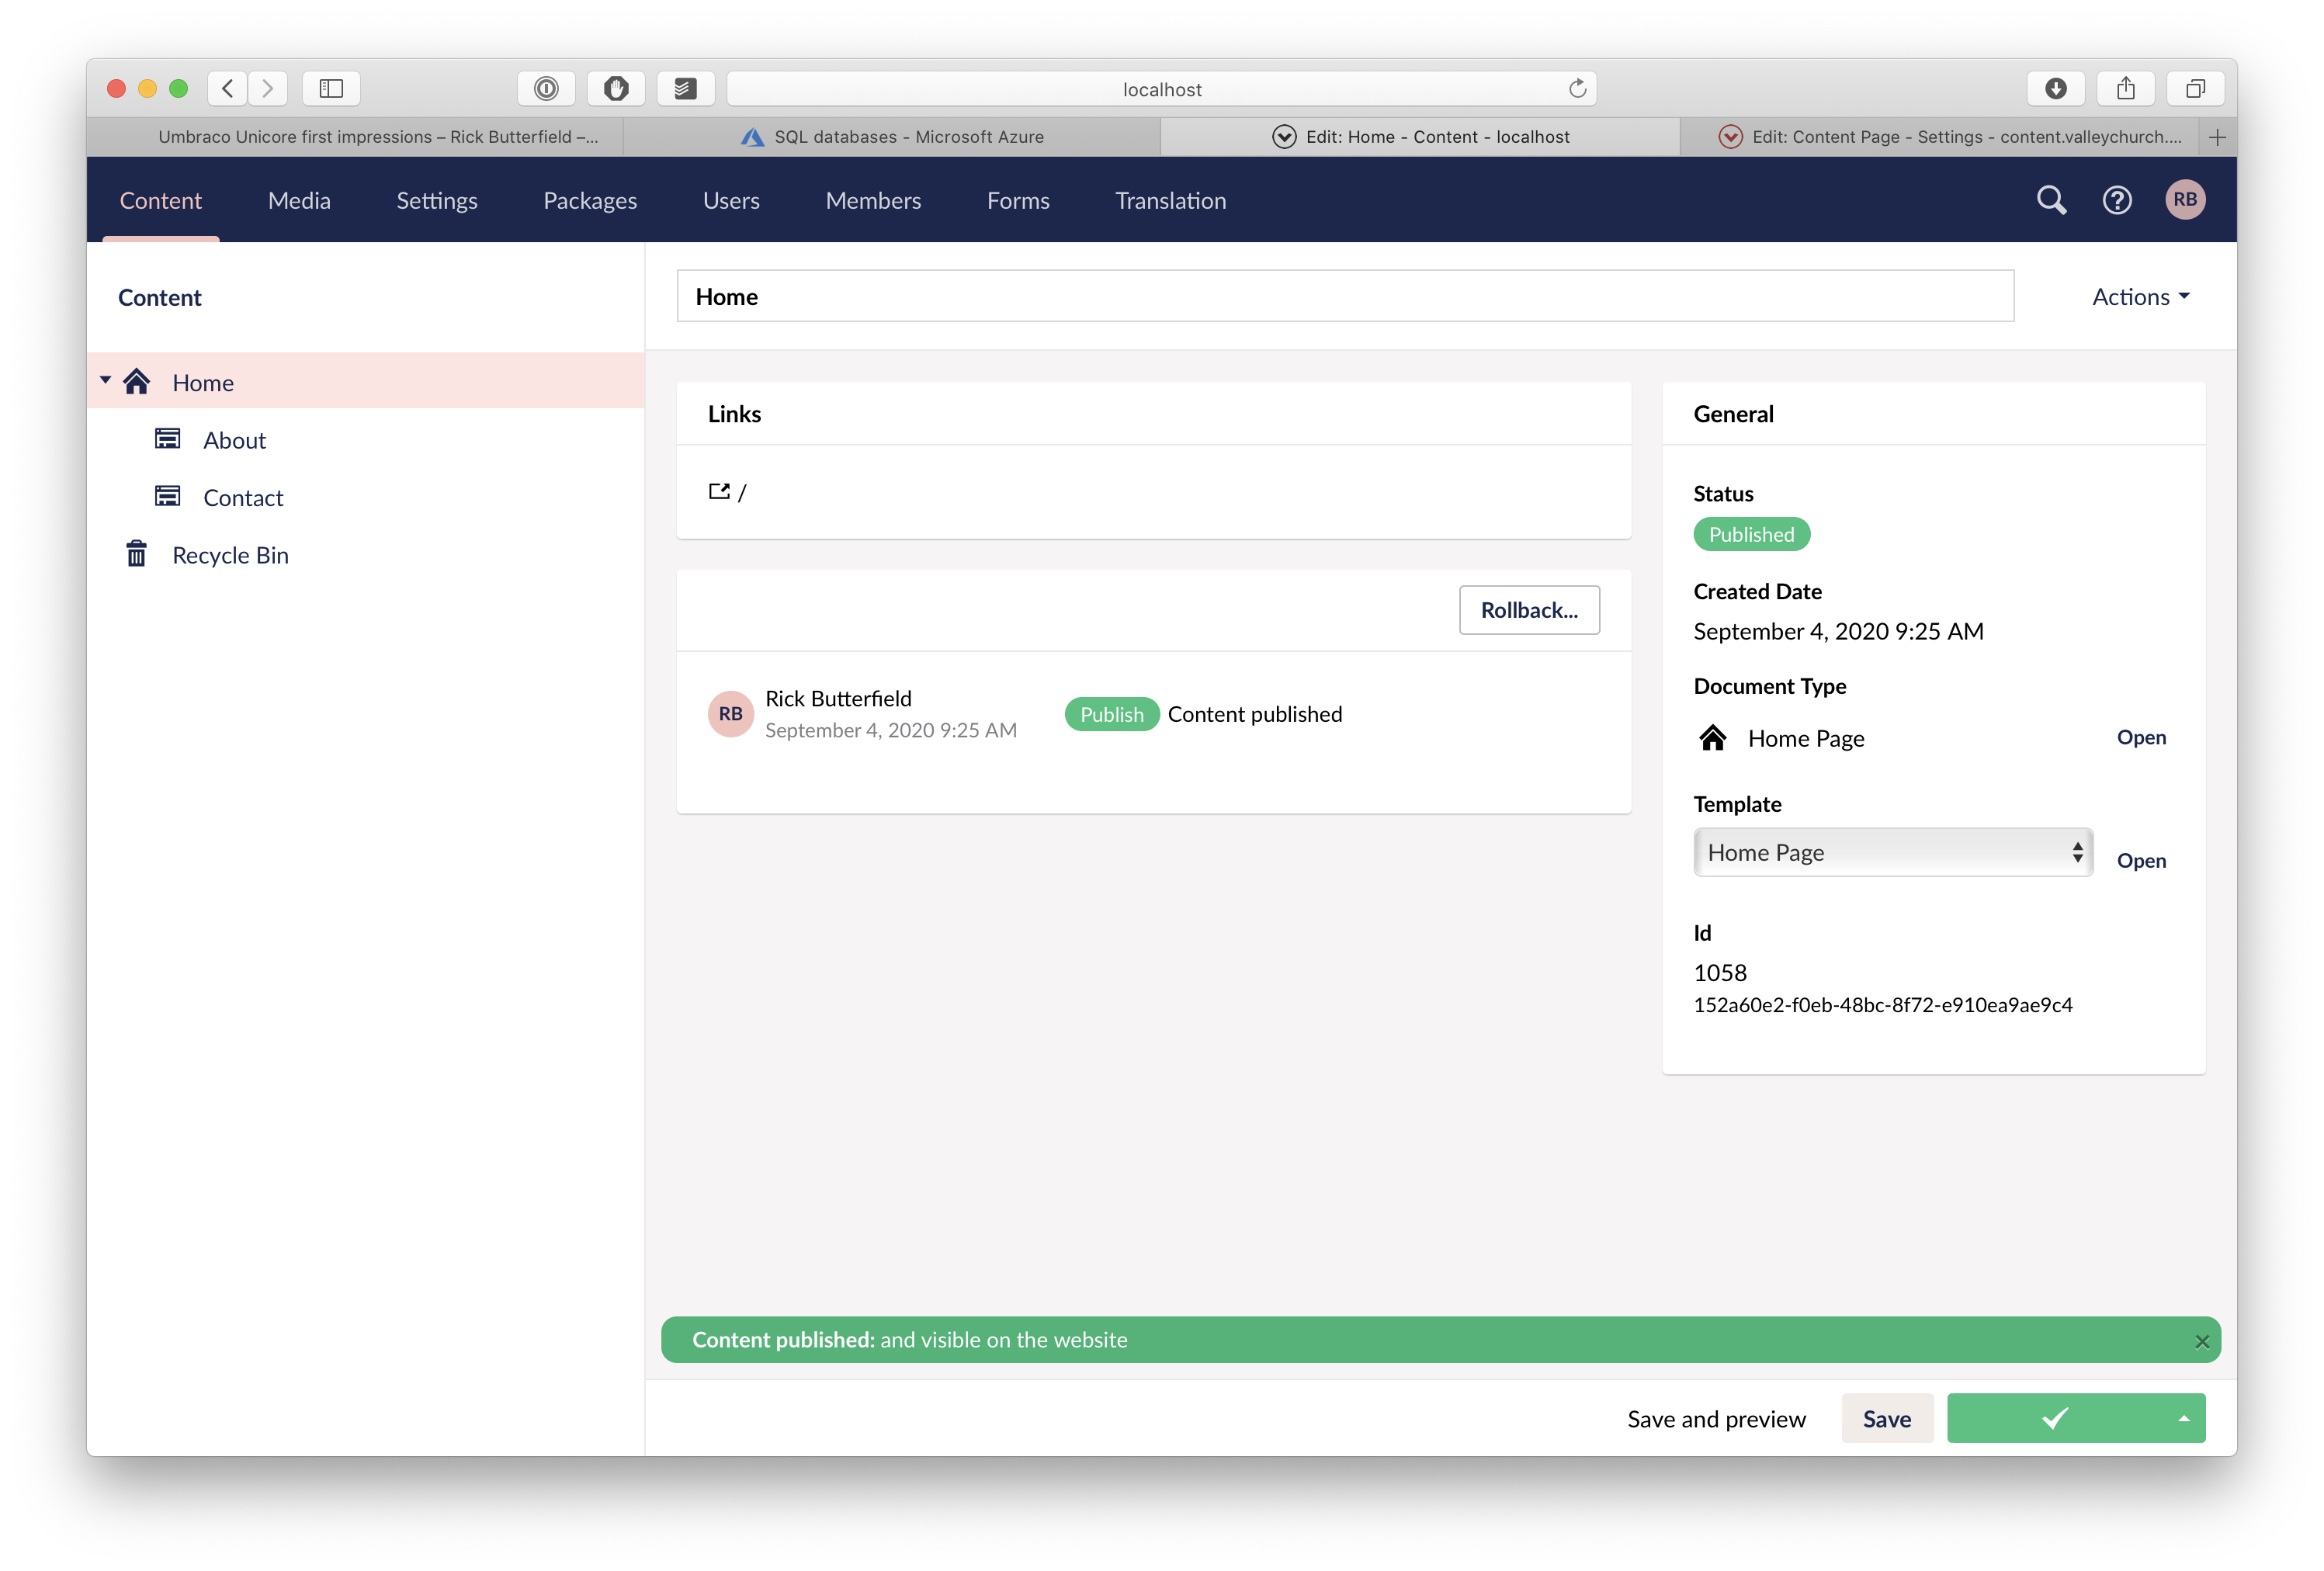 localhost
Umbraco Unicore first impressions – Rick Butterfield –...
SQL databases - Microsoft Azure
Edit: Home - Content - localhost
Edit: Content Page - Settings - content.valleychurch....
Content
Media
Settings
Packages
Users
Members
Forms
Translation
RB
Content
Home
About
Contact
Recycle Bin
Home
Actions
Links
/
Rollback...
RB
Rick Butterfield
September 4, 2020 9:25 AM
Publish
Content published
General
Status
Published
Created Date
September 4, 2020 9:25 AM
Document Type
Home Page
Open
Template
Home Page
Open
Id
1058
152a60e2-f0eb-48bc-8f72-e910ea9ae9c4
Content published: and visible on the website
Save and preview
Save